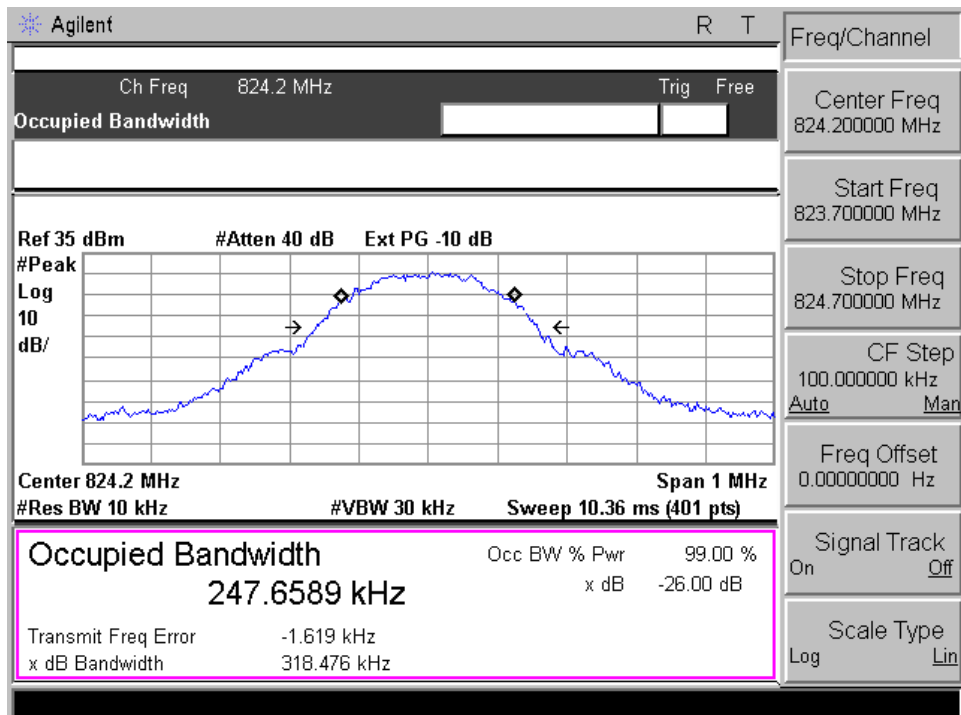 Agilent R T
Freq/Channel
Ch Freq 824.2 MHz Trig Free
Occupied Bandwidth
Center Freq
824.200000 MHz
Start Freq
823.700000 MHz
Ref 35 dBm #Atten 40 dB Ext PG -10 dB
#Peak
Log
10
dB/
Stop Freq
824.700000 MHz
CF Step
100.000000 kHz
Auto Man
Center 824.2 MHz Span 1 MHz
#Res BW 10 kHz #VBW 30 kHz Sweep 10.36 ms (401 pts)
Freq Offset
0.00000000 Hz
Occupied Bandwidth Occ BW % Pwr 99.00 %
247.6589 kHz x dB -26.00 dB
Transmit Freq Error -1.619 kHz
x dB Bandwidth 318.476 kHz
Signal Track
On Off
Scale Type
Log Lin